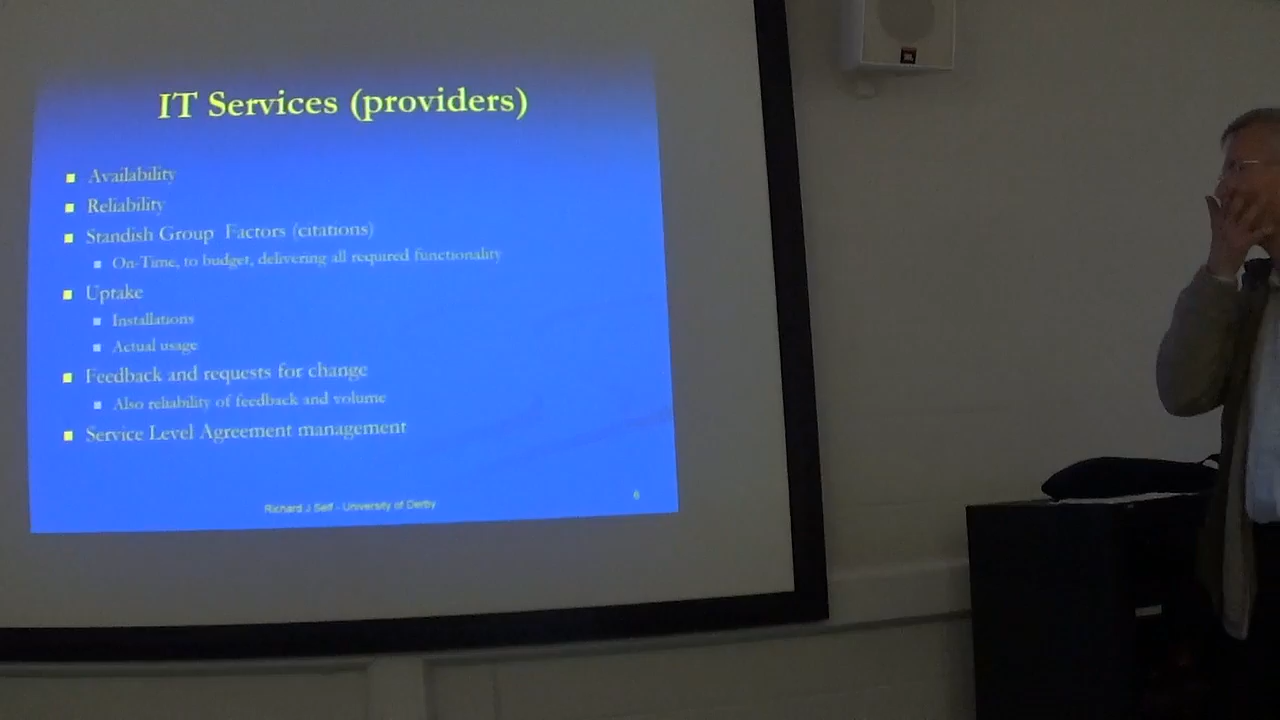 IT Services (providers)
Availability
Reliability
Standish Group Factors (citations)
On-Time, to budget, delivering all required functionality
Uptake
Installations
Actual usage
Feedback and requests for change
Also reliability of feedback and volume
Service Level Agreement management
Richard J Self - University of Derby
6
JBL